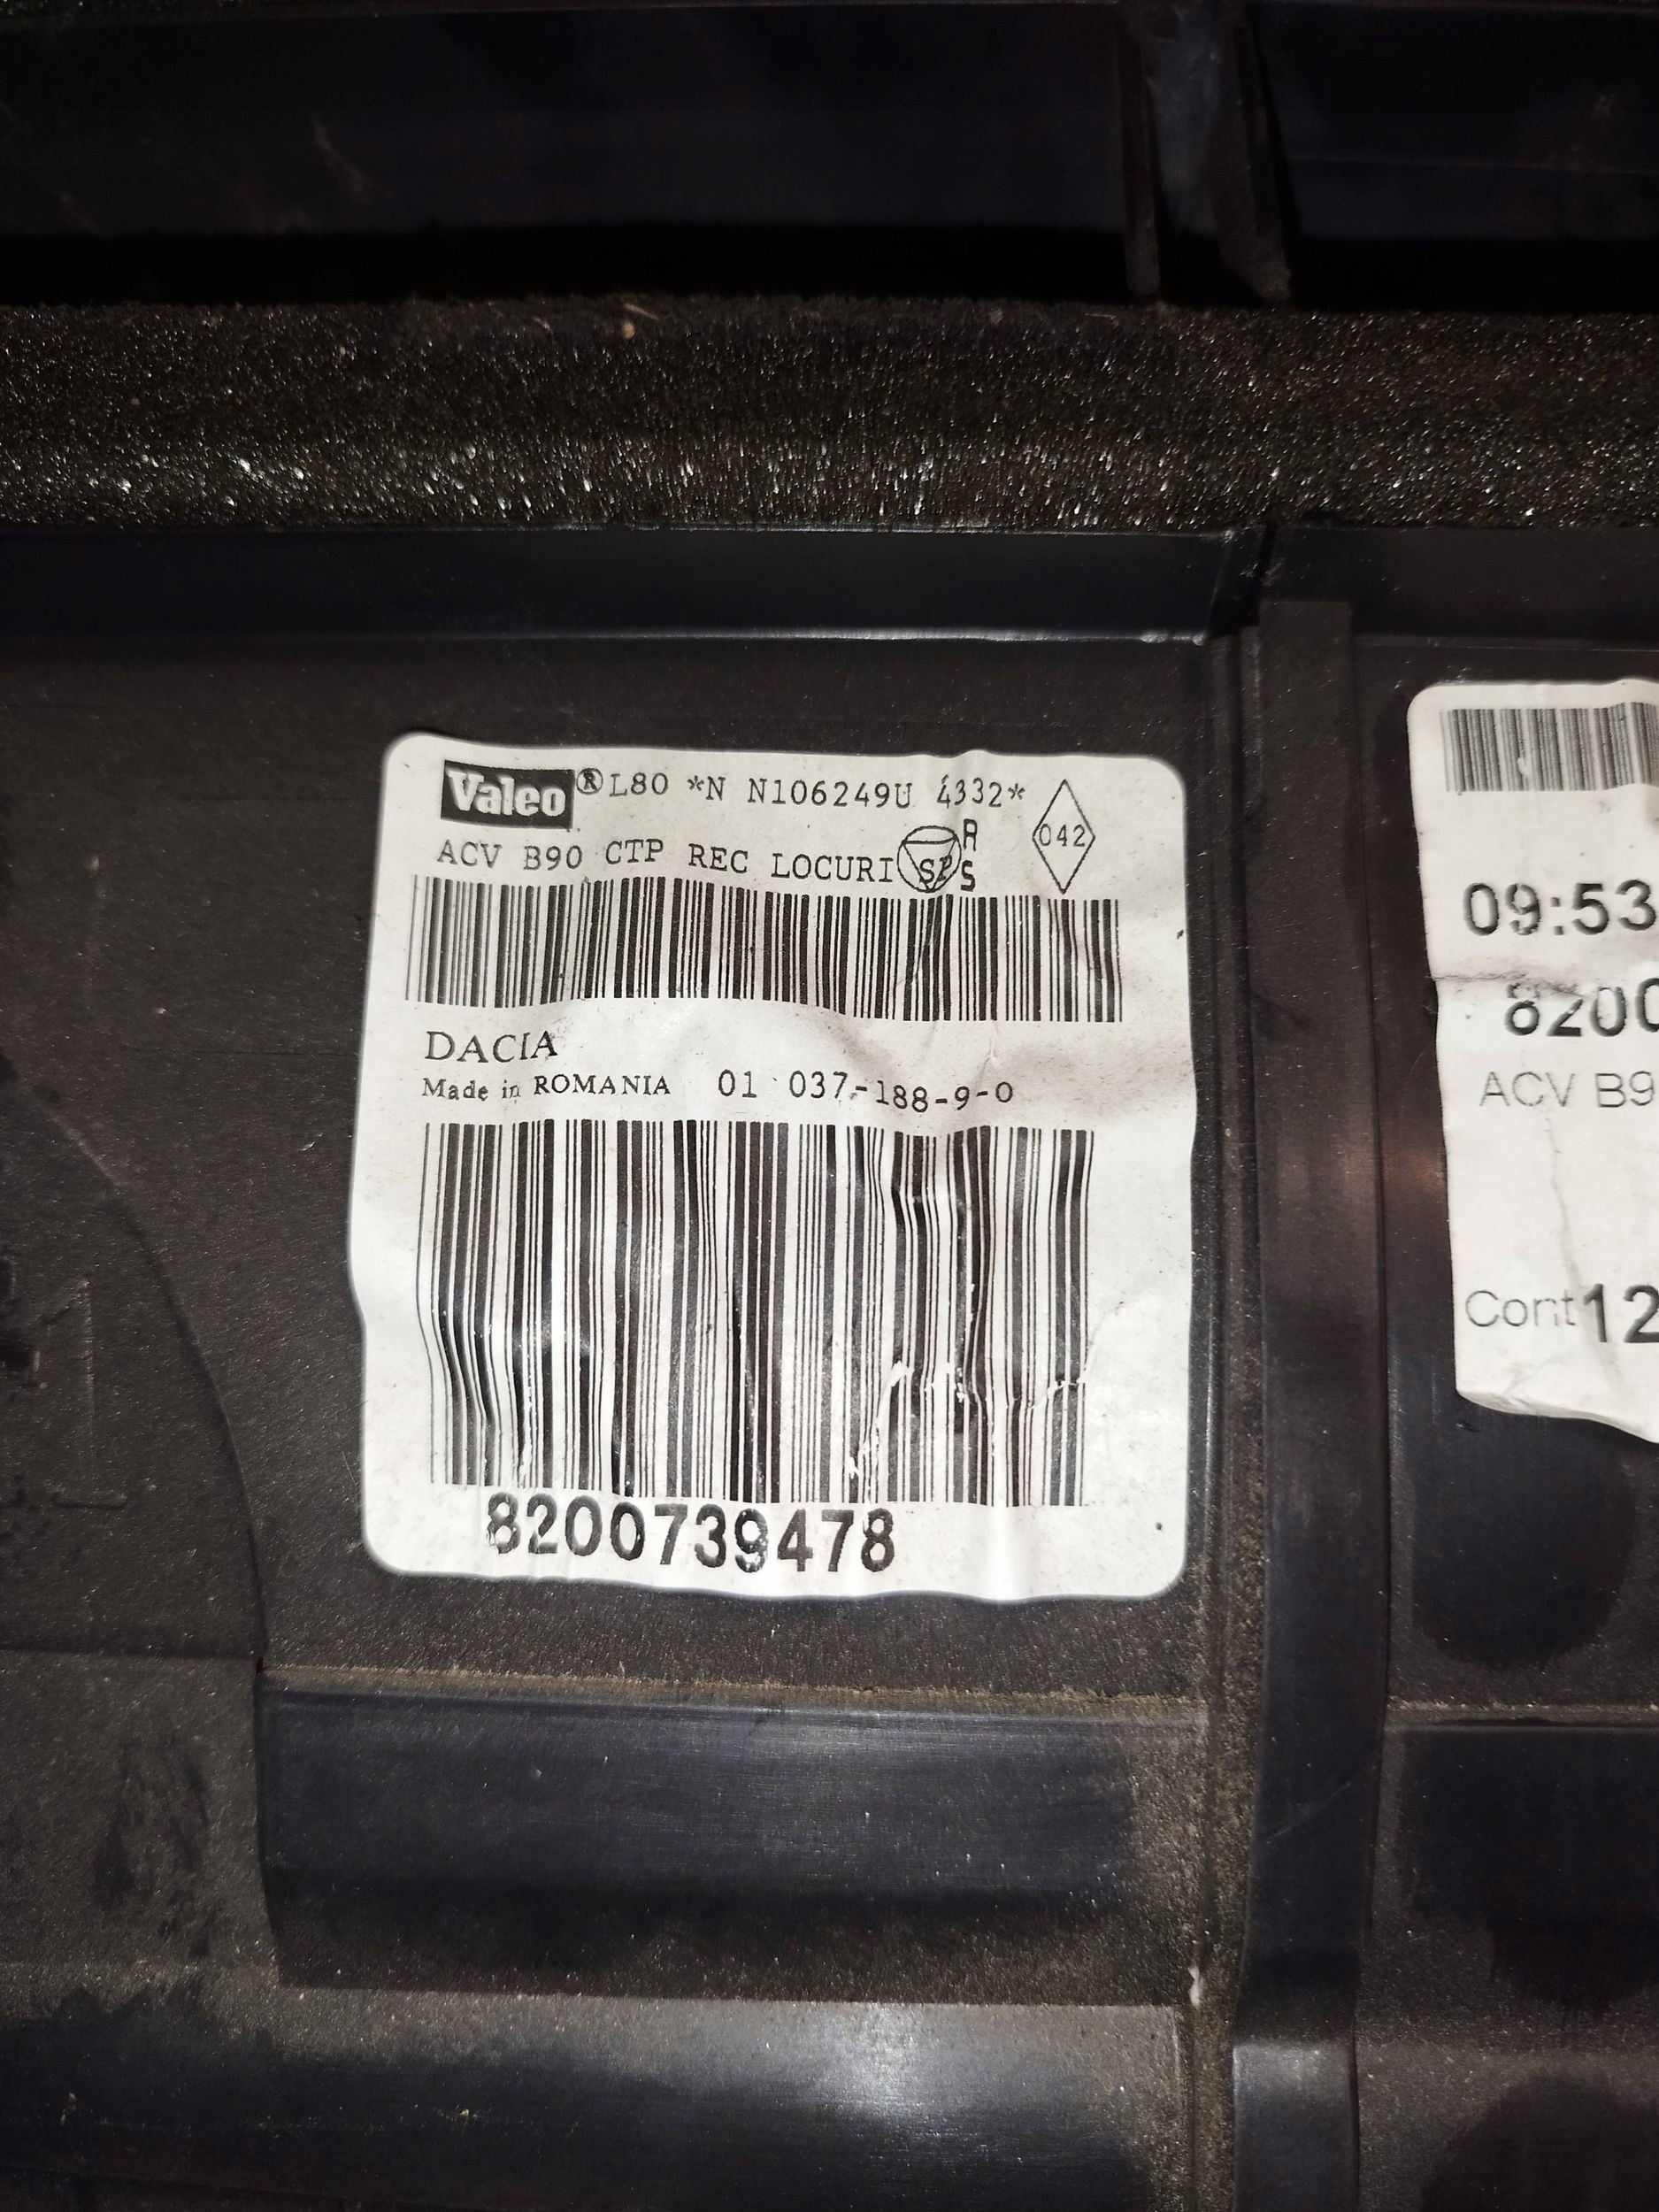 Valeo® L80 *N N106249U 4332*
ACV B90 CTP REC LOCURI
R
S
042
DACIA
Made in ROMANIA 01 037-188-9-0
8200739478
09:53
8200
ACV B9
Cont 12